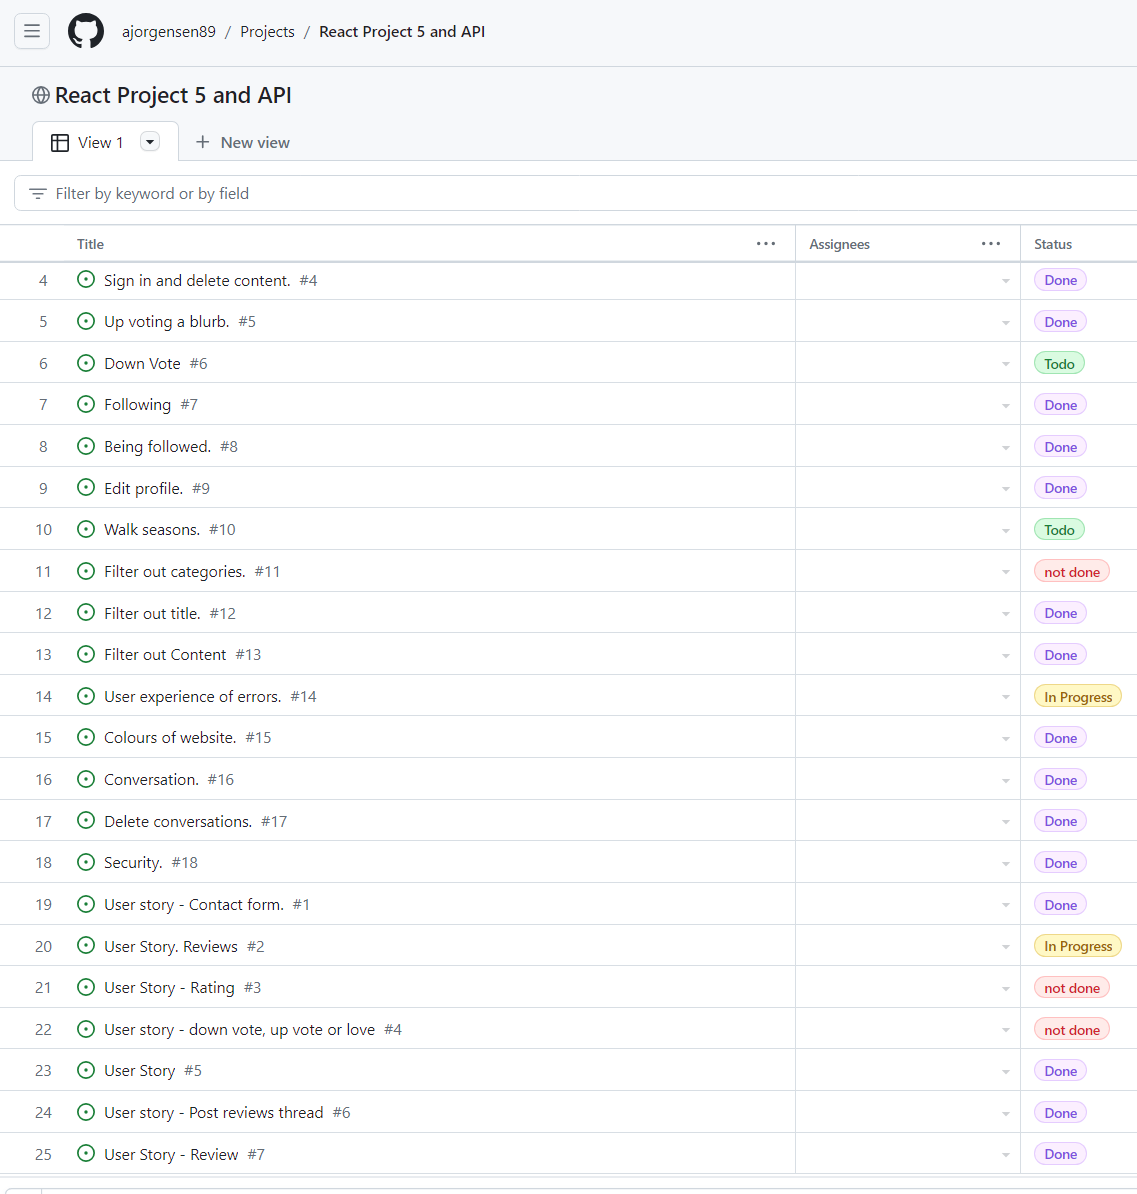 ajorgensen89 / Projects / React Project 5 and API
React Project 5 and API
View 1 New view
Filter by keyword or by field
Title ... Assignees ... Status
4 Sign in and delete content. #4 Done
5 Up voting a blurb. #5 Done
6 Down Vote #6 Todo
7 Following #7 Done
8 Being followed. #8 Done
9 Edit profile. #9 Done
10 Walk seasons. #10 Todo
11 Filter out categories. #11 not done
12 Filter out title. #12 Done
13 Filter out Content #13 Done
14 User experience of errors. #14 In Progress
15 Colours of website. #15 Done
16 Conversation. #16 Done
17 Delete conversations. #17 Done
18 Security. #18 Done
19 User story - Contact form. #1 Done
20 User Story. Reviews #2 In Progress
21 User Story - Rating #3 not done
22 User story - down vote, up vote or love #4 not done
23 User Story #5 Done
24 User story - Post reviews thread #6 Done
25 User Story - Review #7 Done